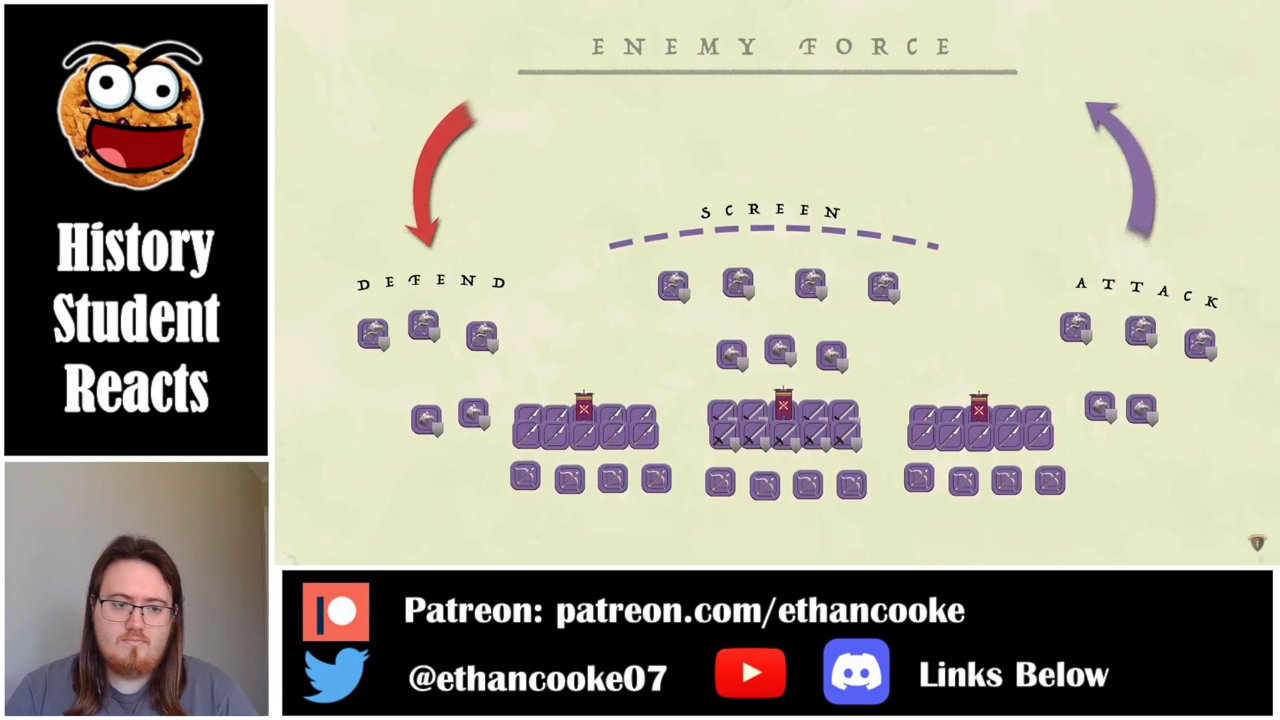 History
Student
Reacts
ENEMY FORCE
SCREEN
DEFEND
ATTACK
Patreon: patreon.com/ethancooke
@ethancooke07
Links Below